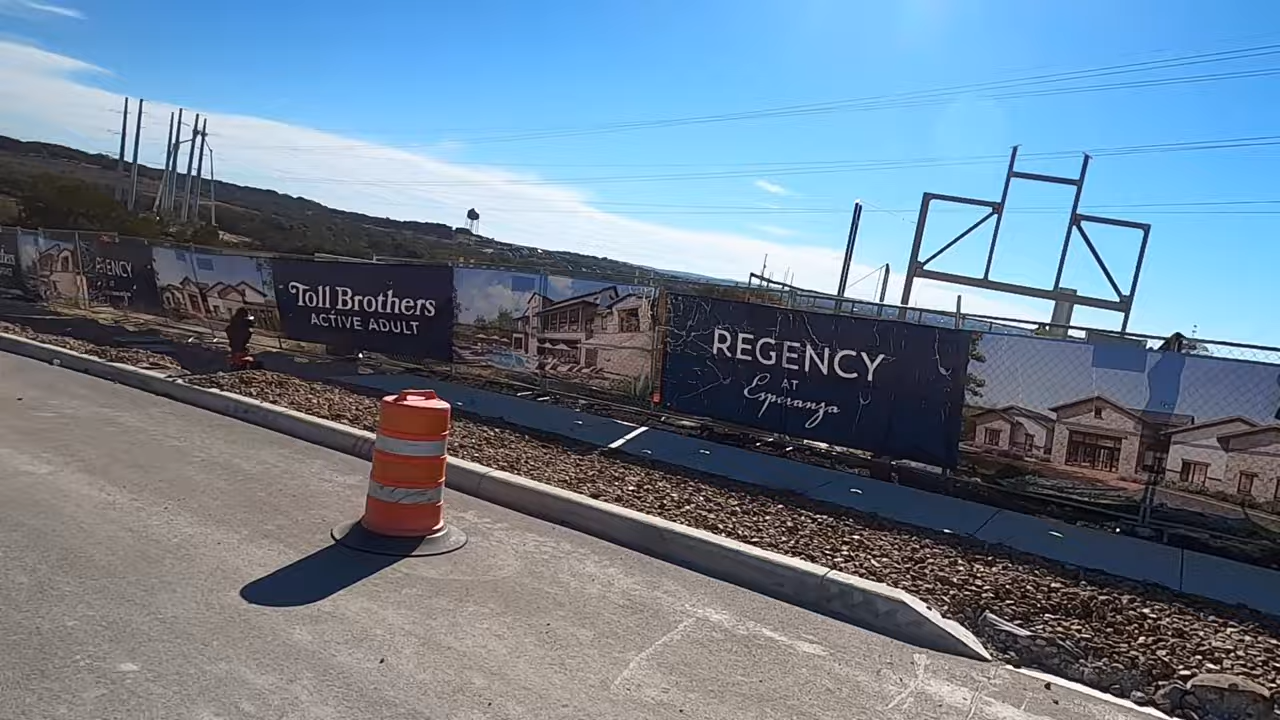 Toll Brothers
ACTIVE ADULT
REGENCY
AT
Esperanza